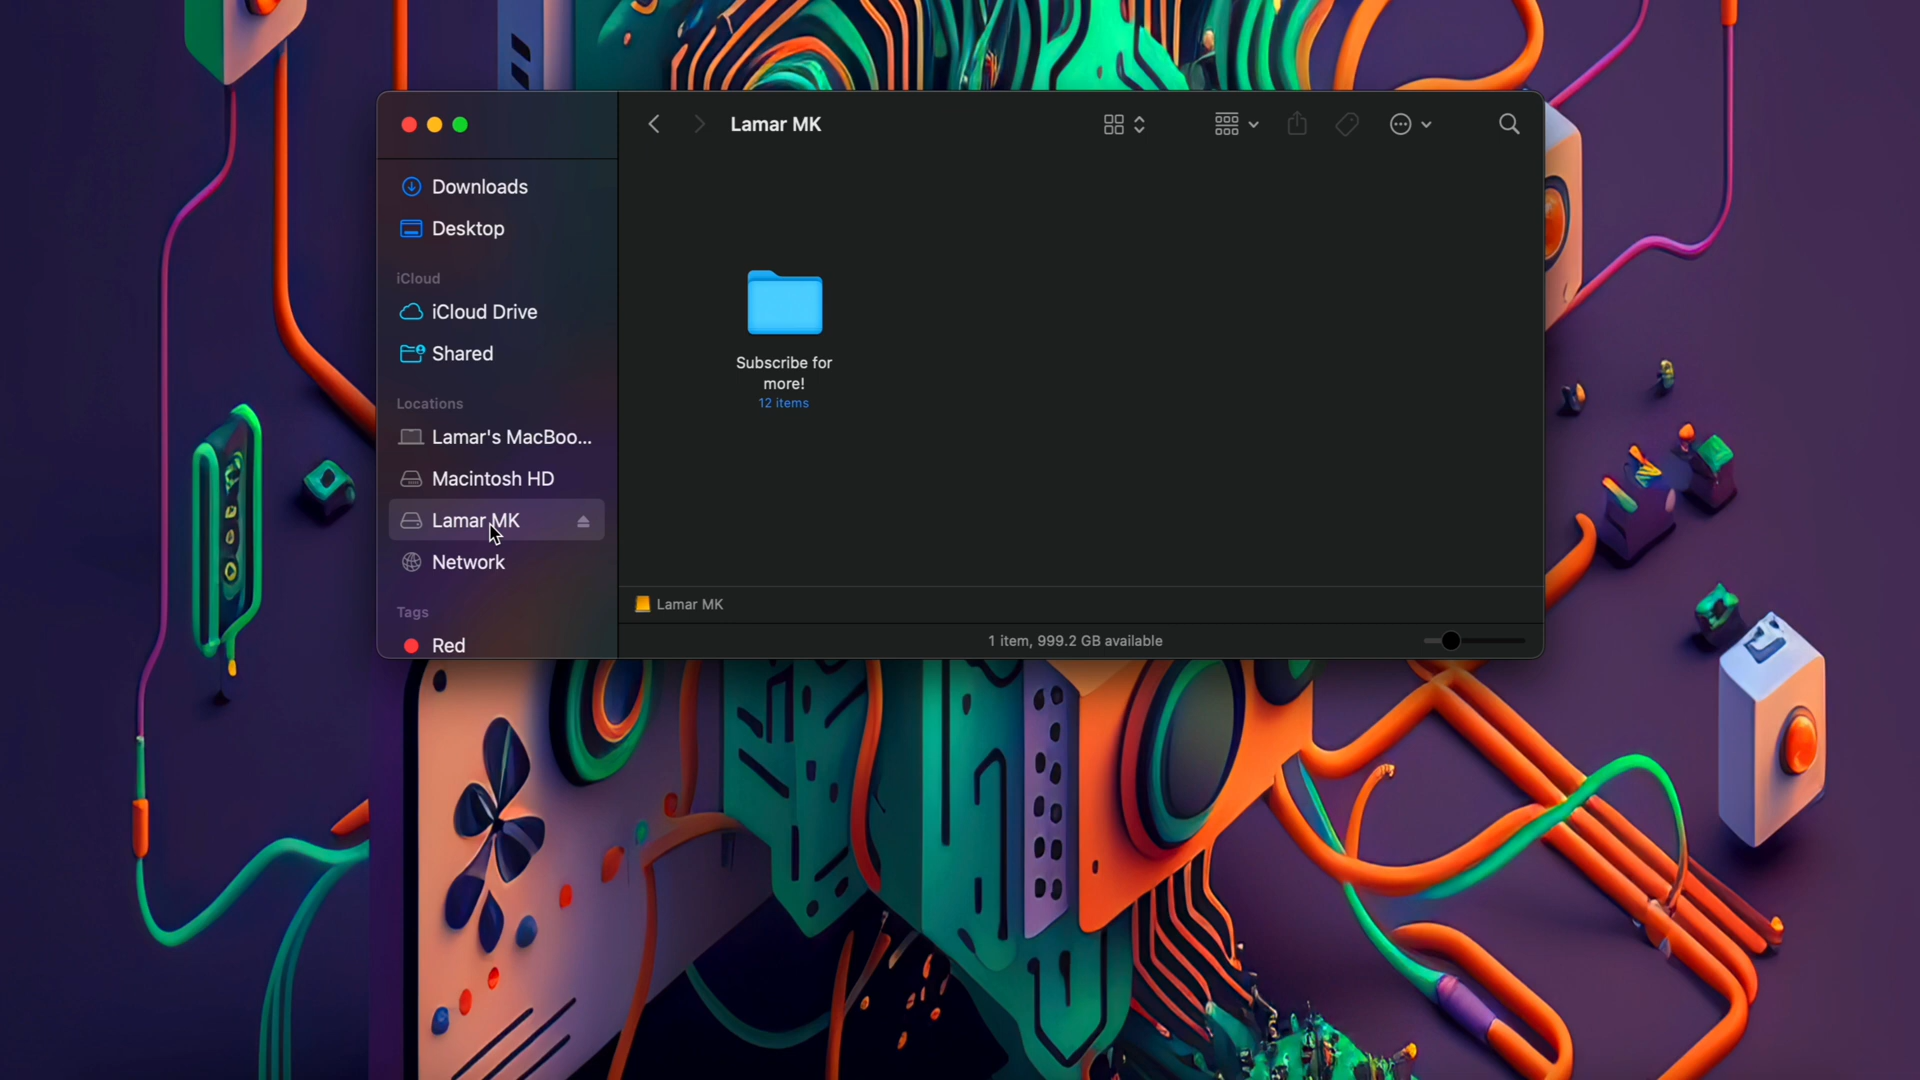 Lamar MK
Downloads
Desktop
iCloud
iCloud Drive
Shared
Locations
Lamar's MacBoo...
Macintosh HD
Lamar MK
Network
Tags
Red
Subscribe for
more!
12 items
Lamar MK
1 item, 999.2 GB available